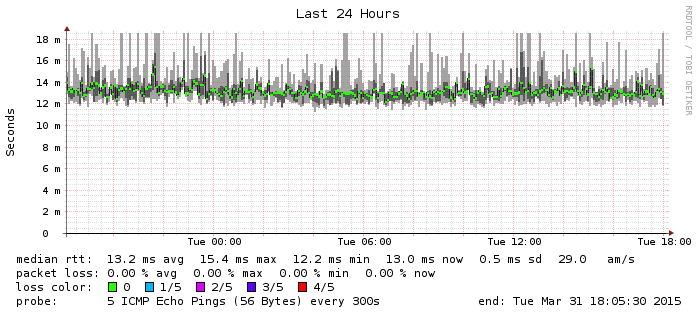 Last 24 Hours
RRDTOOL / TOBI OETIKER
Seconds
18 m
16 m
14 m
12 m
10 m
8 m
6 m
4 m
2 m
0
Tue 00:00 Tue 06:00 Tue 12:00 Tue 18:00
median rtt: 13.2 ms avg 15.4 ms max 12.2 ms min 13.0 ms now 0.5 ms sd 29.0 am/s
packet loss: 0.00 % avg 0.00 % max 0.00 % min 0.00 % now
loss color: 0 1/5 2/5 3/5 4/5
probe: 5 ICMP Echo Pings (56 Bytes) every 300s end: Tue Mar 31 18:05:30 2015